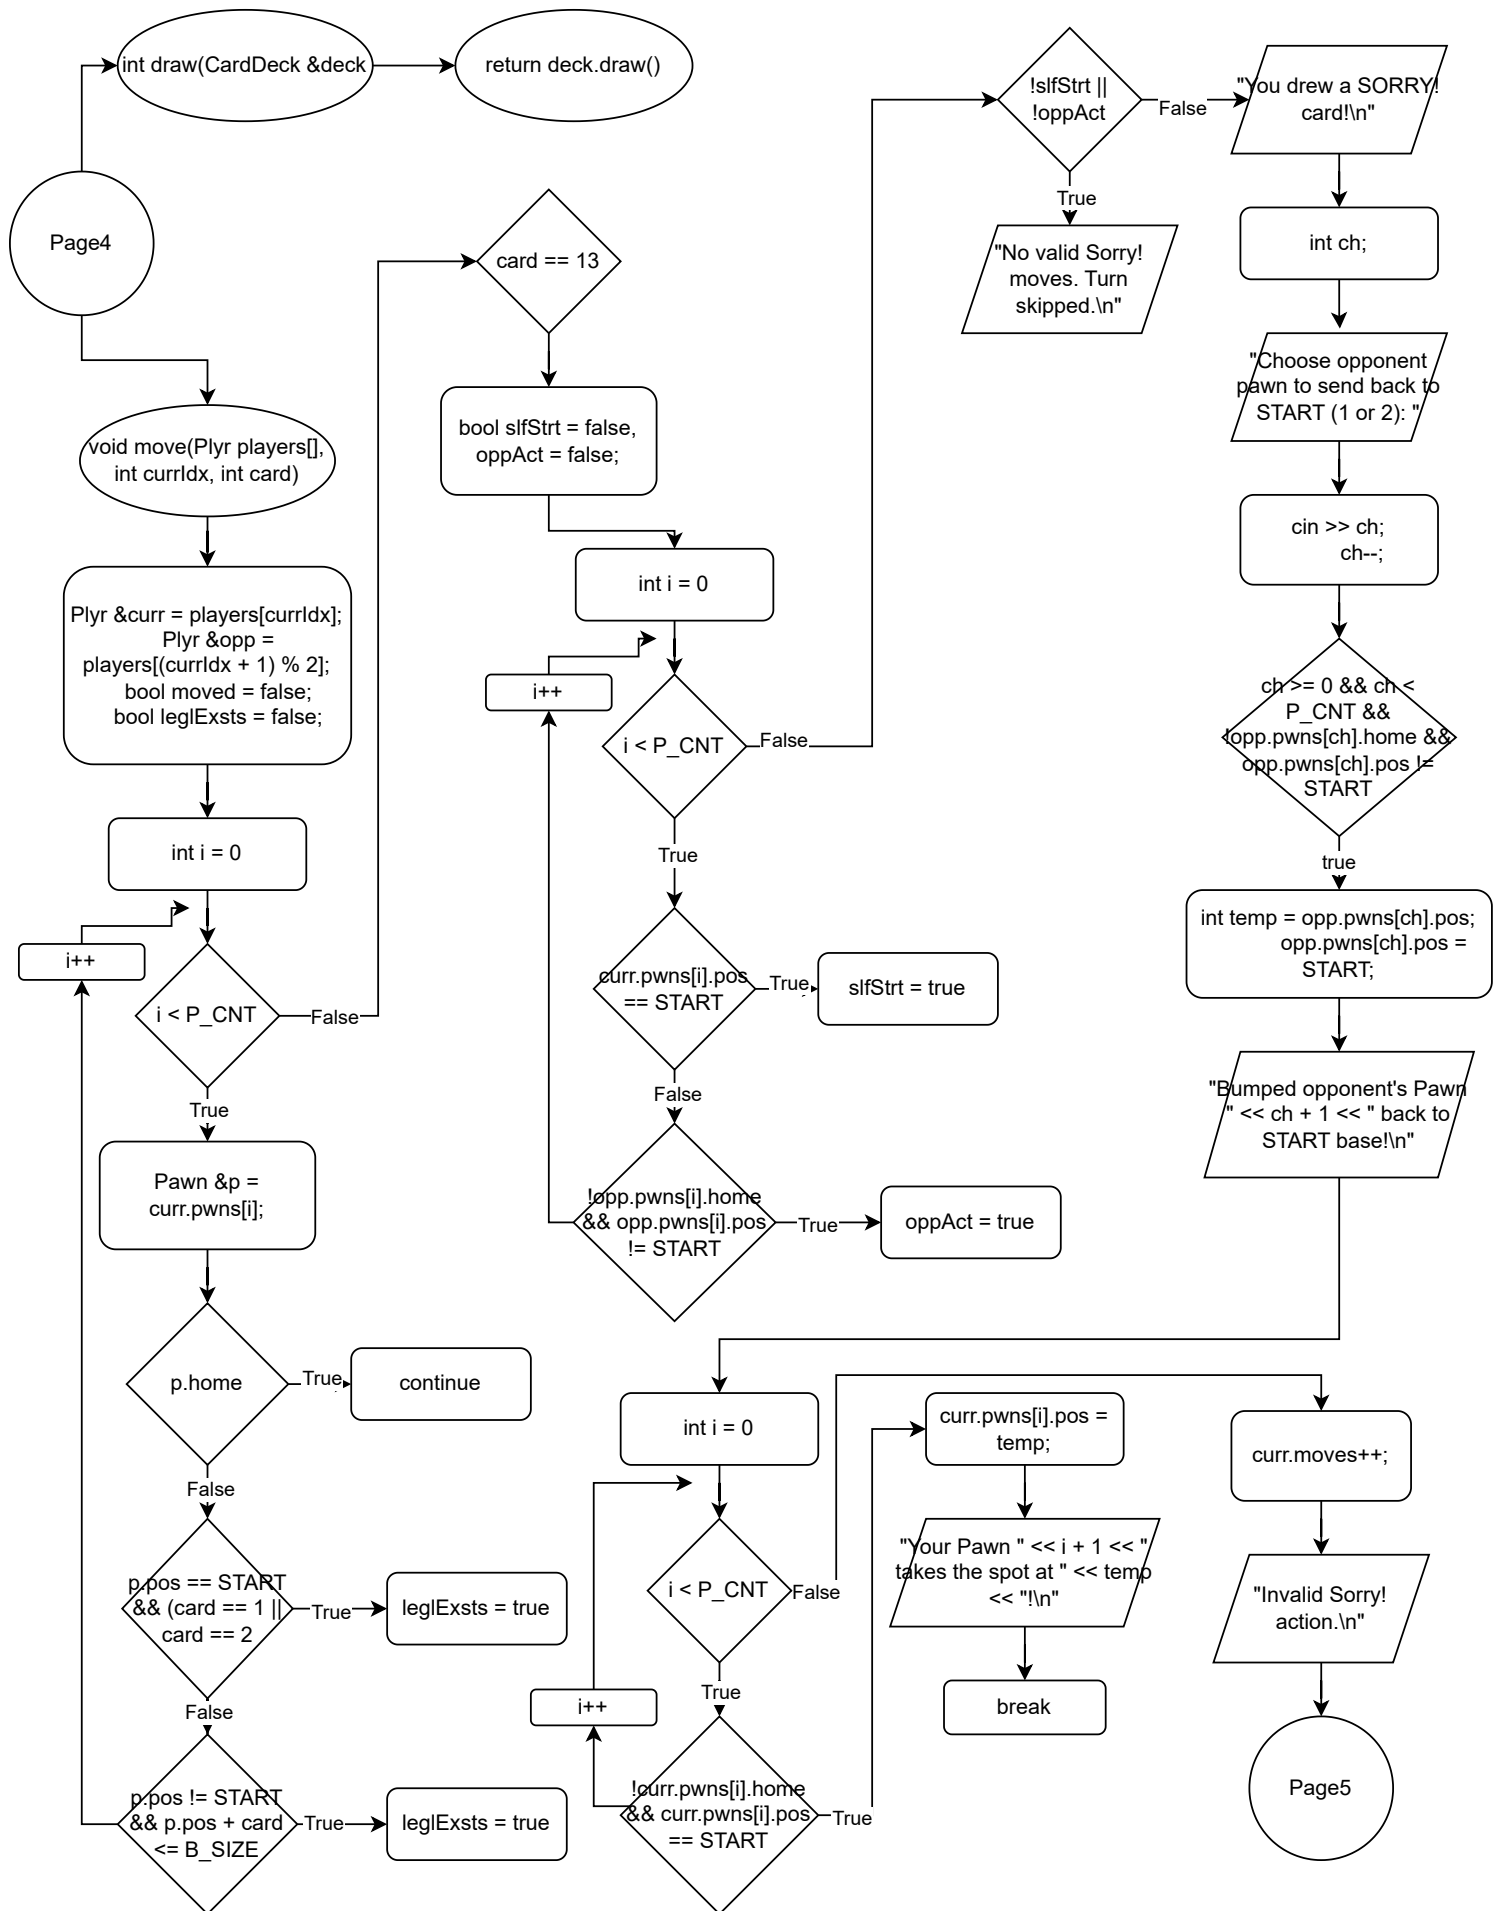 int draw(CardDeck &deck
return deck.draw()
Page4
void move(Plyr players[],
int currIdx, int card)
Plyr &curr = players[currIdx];
Plyr &opp =
players[(currIdx + 1) % 2];
bool moved = false;
bool leglExsts = false;
int i = 0
i++
i < P_CNT
False
True
Pawn &p =
curr.pwns[i];
p.home
True
continue
False
p.pos == START
&& (card == 1 ||
card == 2
True
leglExsts = true
False
p.pos != START
&& p.pos + card
<= B_SIZE
True
leglExsts = true
card == 13
bool slfStrt = false,
oppAct = false;
int i = 0
i++
i < P_CNT
False
True
curr.pwns[i].pos
== START
True
slfStrt = true
False
!opp.pwns[i].home
&& opp.pwns[i].pos
!= START
True
oppAct = true
!slfStrt ||
!oppAct
False
True
"No valid Sorry!
moves. Turn
skipped.\n"
"You drew a SORRY!
card!\n"
int ch;
"Choose opponent
pawn to send back to
START (1 or 2): "
cin >> ch;
ch--;
ch >= 0 && ch <
P_CNT &&
!opp.pwns[ch].home &&
opp.pwns[ch].pos !=
START
true
int temp = opp.pwns[ch].pos;
opp.pwns[ch].pos =
START;
"Bumped opponent's Pawn
" << ch + 1 << " back to
START base!\n"
int i = 0
i < P_CNT
False
True
i++
!curr.pwns[i].home
&& curr.pwns[i].pos
== START
True
curr.pwns[i].pos =
temp;
"Your Pawn " << i + 1 << "
takes the spot at " << temp
<< "!\n"
break
curr.moves++;
"Invalid Sorry!
action.\n"
Page5